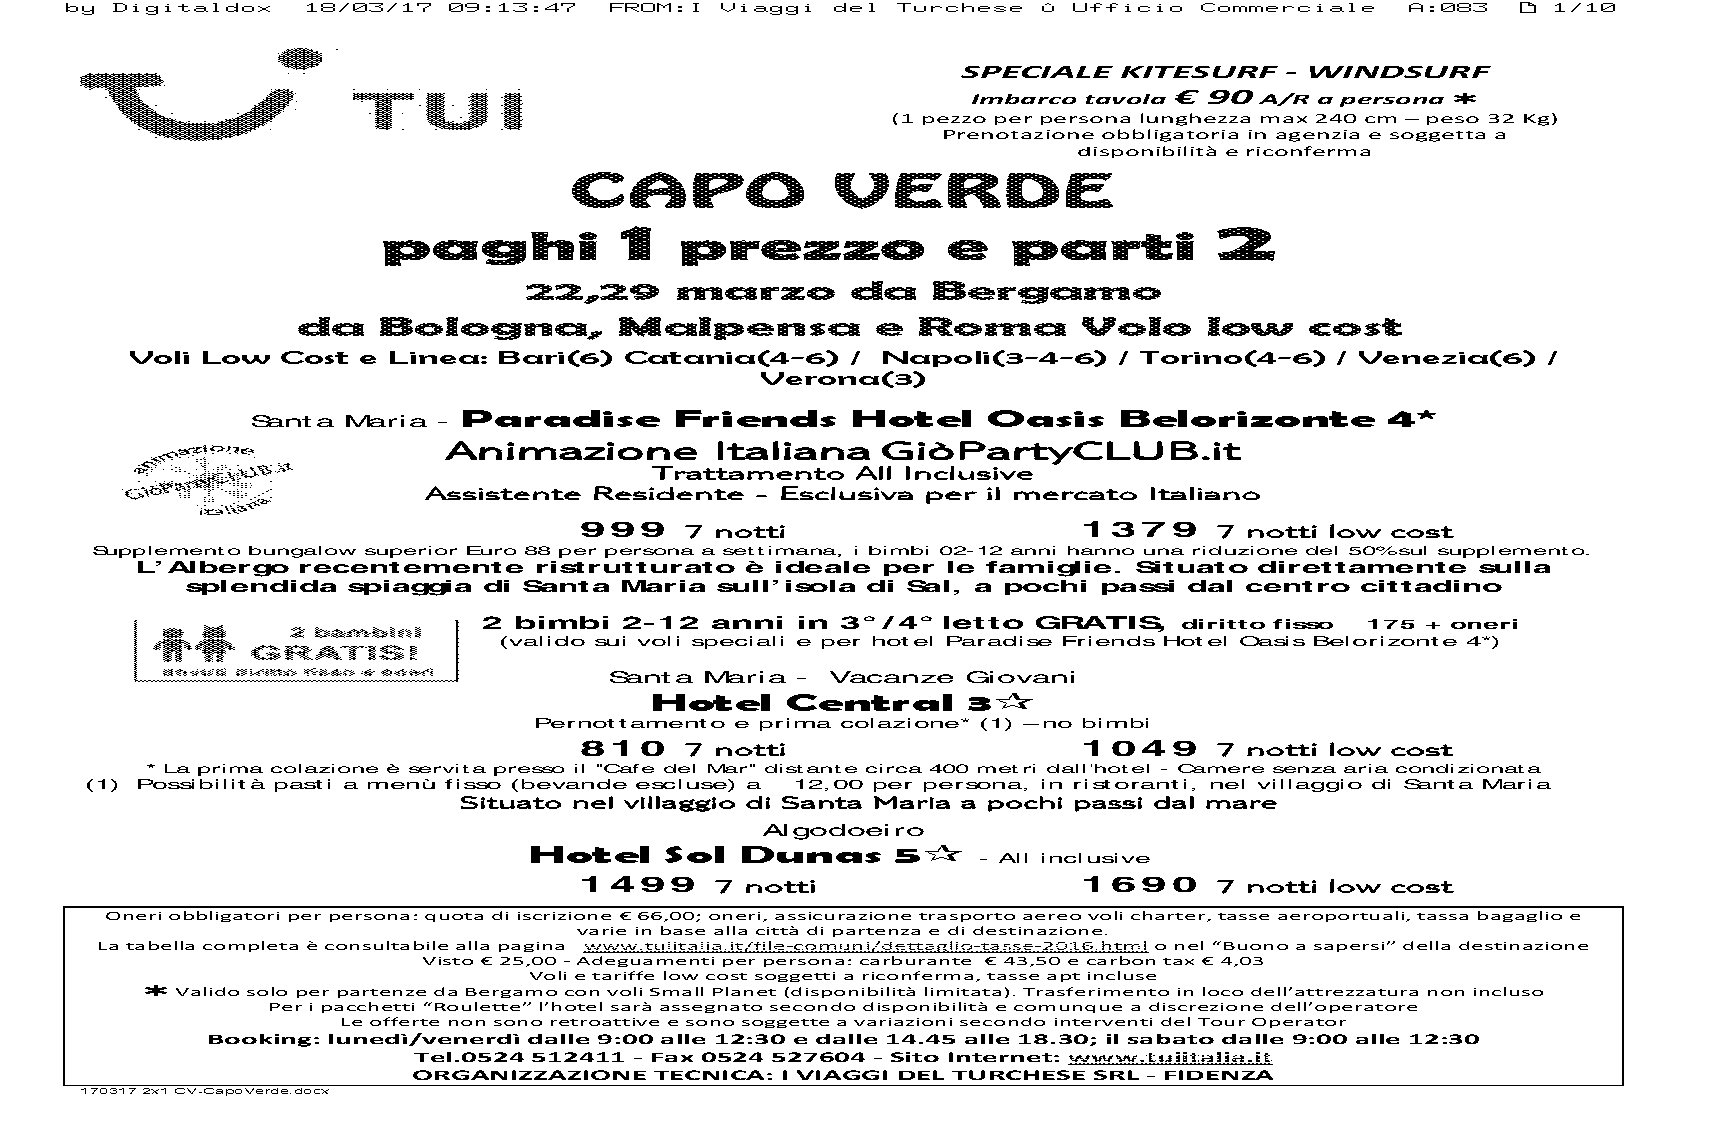 by Digitaldox 18/03/17 09:13:47 FROM:I Viaggi del Turchese û Ufficio Commerciale A:083 1/10
TUI
SPECIALE KITESURF - WINDSURF
Imbarco tavola € 90 A/R a persona *
(1 pezzo per persona lunghezza max 240 cm – peso 32 Kg)
Prenotazione obbligatoria in agenzia e soggetta a
disponibilità e riconferma
CAPO VERDE
paghi 1 prezzo e parti 2
22,29 marzo da Bergamo
da Bologna, Malpensa e Roma Volo low cost
Voli Low Cost e Linea: Bari(6) Catania(4-6) / Napoli(3-4-6) / Torino(4-6) / Venezia(6) /
Verona(3)
Santa Maria - Paradise Friends Hotel Oasis Belorizonte 4*
Animazione Italiana GiòPartyCLUB.it
animazione
GiòPartyCLUB.it
italiana
Trattamento All Inclusive
Assistente Residente - Esclusiva per il mercato Italiano
999 7 notti 1379 7 notti low cost
Supplemento bungalow superior Euro 88 per persona a settimana, i bimbi 02-12 anni hanno una riduzione del 50%sul supplemento.
L'Albergo recentemente ristrutturato è ideale per le famiglie. Situato direttamente sulla
splendida spiaggia di Santa Maria sull'isola di Sal, a pochi passi dal centro cittadino
2 bambini
GRATIS!
2 bimbi 2-12 anni in 3°/4° letto GRATIS, diritto fisso 175 + oneri
(valido sui voli speciali e per hotel Paradise Friends Hotel Oasis Belorizonte 4*)
Santa Maria - Vacanze Giovani
Hotel Central 3☆
Pernottamento e prima colazione* (1) –no bimbi
810 7 notti 1049 7 notti low cost
* La prima colazione è servita presso il "Cafe del Mar" distante circa 400 metri dall'hotel - Camere senza aria condizionata
(1) Possibilità pasti a menù fisso (bevande escluse) a 12,00 per persona, in ristoranti, nel villaggio di Santa Maria
Situato nel villaggio di Santa Maria a pochi passi dal mare
Algodoeiro
Hotel Sol Dunas 5☆ - All inclusive
1499 7 notti 1690 7 notti low cost
Oneri obbligatori per persona: quota di iscrizione € 66,00; oneri, assicurazione trasporto aereo voli charter, tasse aeroportuali, tassa bagaglio e
varie in base alla città di partenza e di destinazione.
La tabella completa è consultabile alla pagina www.tuiitalia.it/file-comuni/dettaglio-tasse-2016.html o nel “Buono a sapersi” della destinazione
Visto € 25,00 - Adeguamenti per persona: carburante € 43,50 e carbon tax € 4,03
Voli e tariffe low cost soggetti a riconferma, tasse apt incluse
* Valido solo per partenze da Bergamo con voli Small Planet (disponibilità limitata). Trasferimento in loco dell’attrezzatura non incluso
Per i pacchetti “Roulette” l’hotel sarà assegnato secondo disponibilità e comunque a discrezione dell’operatore
Le offerte non sono retroattive e sono soggette a variazioni secondo interventi del Tour Operator
Booking: lunedì/venerdì dalle 9:00 alle 12:30 e dalle 14.45 alle 18.30; il sabato dalle 9:00 alle 12:30
Tel.0524 512411 - Fax 0524 527604 - Sito Internet: www.tuiitalia.it
ORGANIZZAZIONE TECNICA: I VIAGGI DEL TURCHESE SRL - FIDENZA
170317 2x1 CV-CapoVerde.docx